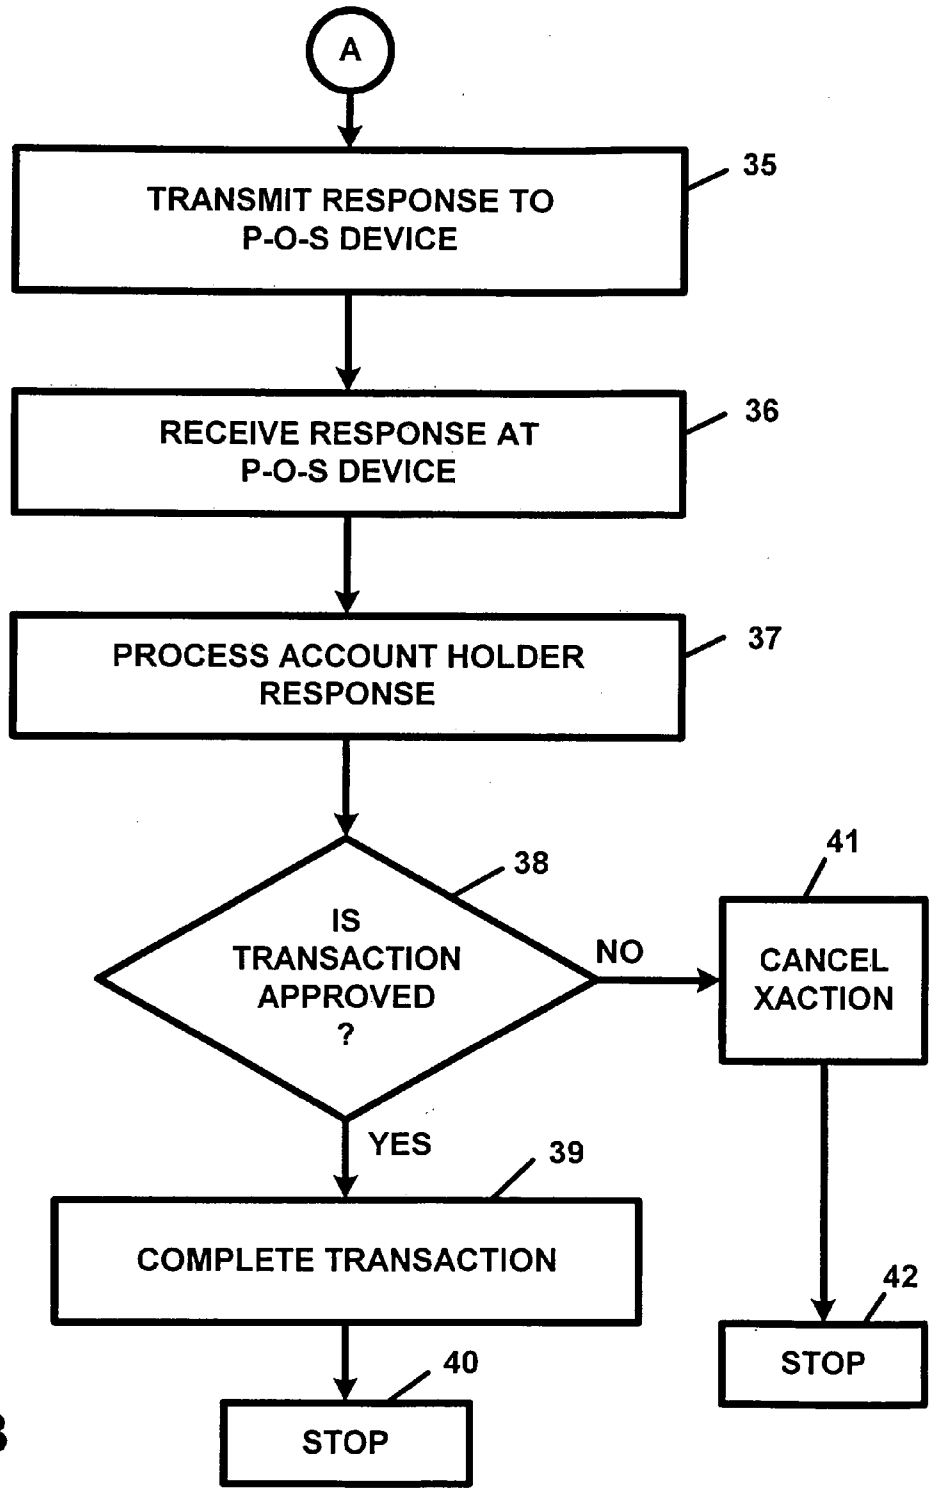 A
35
TRANSMIT RESPONSE TO
P-O-S DEVICE
36
RECEIVE RESPONSE AT
P-O-S DEVICE
37
PROCESS ACCOUNT HOLDER
RESPONSE
38
IS
TRANSACTION
APPROVED
?
NO
41
CANCEL
XACTION
YES
39
COMPLETE TRANSACTION
42
STOP
40
STOP